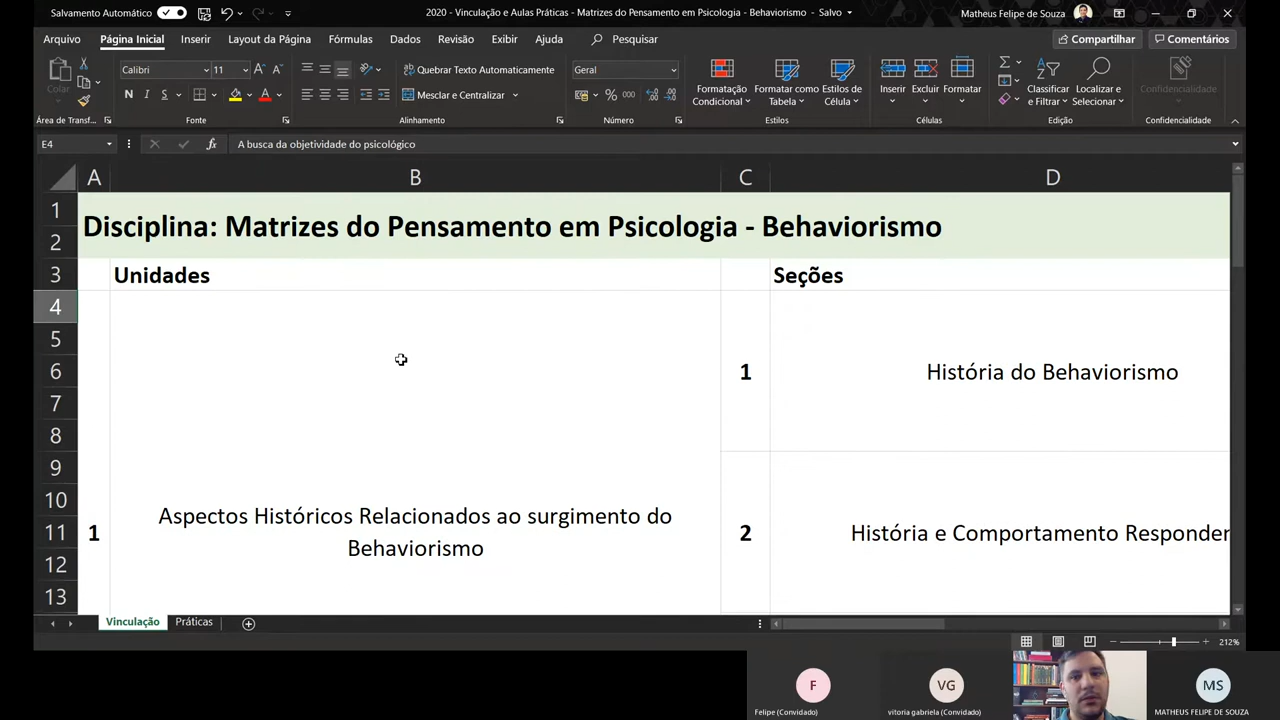 Salvamento Automático
2020 - Vinculação e Aulas Práticas - Matrizes do Pensamento em Psicologia - Behaviorismo - Salvo
Matheus Felipe de Souza
Arquivo
Página Inicial
Inserir
Layout da Página
Fórmulas
Dados
Revisão
Exibir
Ajuda
Pesquisar
Compartilhar
Comentários
Colar
Calibri
11
N I S
Quebrar Texto Automaticamente
Mesclar e Centralizar
Geral
% 000
Formatação Condicional
Formatar como Tabela
Estilos de Célula
Inserir
Excluir
Formatar
Classificar e Filtrar
Localizar e Selecionar
Confidencialidade
Área de Transf...
Fonte
Alinhamento
Número
Estilos
Células
Edição
Confidencialidade
E4
fx
A busca da objetividade do psicológico
A B C D
1
2
Disciplina: Matrizes do Pensamento em Psicologia - Behaviorismo
3 Unidades Seções
4
5
6 1 História do Behaviorismo
7
8
9
10
Aspectos Históricos Relacionados ao surgimento do
11 1 2 História e Comportamento Responden
Behaviorismo
12
13
Vinculação
Práticas
212%
F
VG
MS
Felipe (Convidado)
vitoria gabriela (Convidado)
MATHEUS FELIPE DE SOUZA